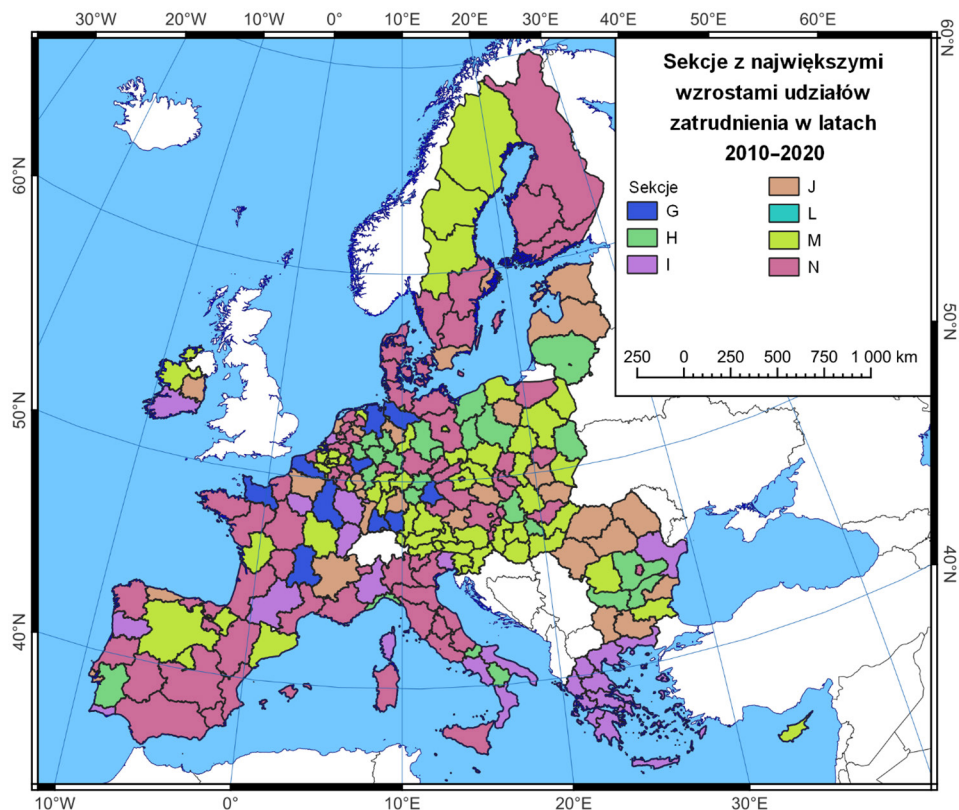 30°W 20°W 10°W 0° 10°E 20°E 30°E 40°E 50°E 60°E
60°N
Sekcje z największymi
wzrostami udziałów
zatrudnienia w latach
2010–2020
Sekcje
G
H
I
J
L
M
N
250 0 250 500 750 1 000 km
60°N
50°N
50°N
40°N
40°N
10°W 0° 10°E 20°E 30°E